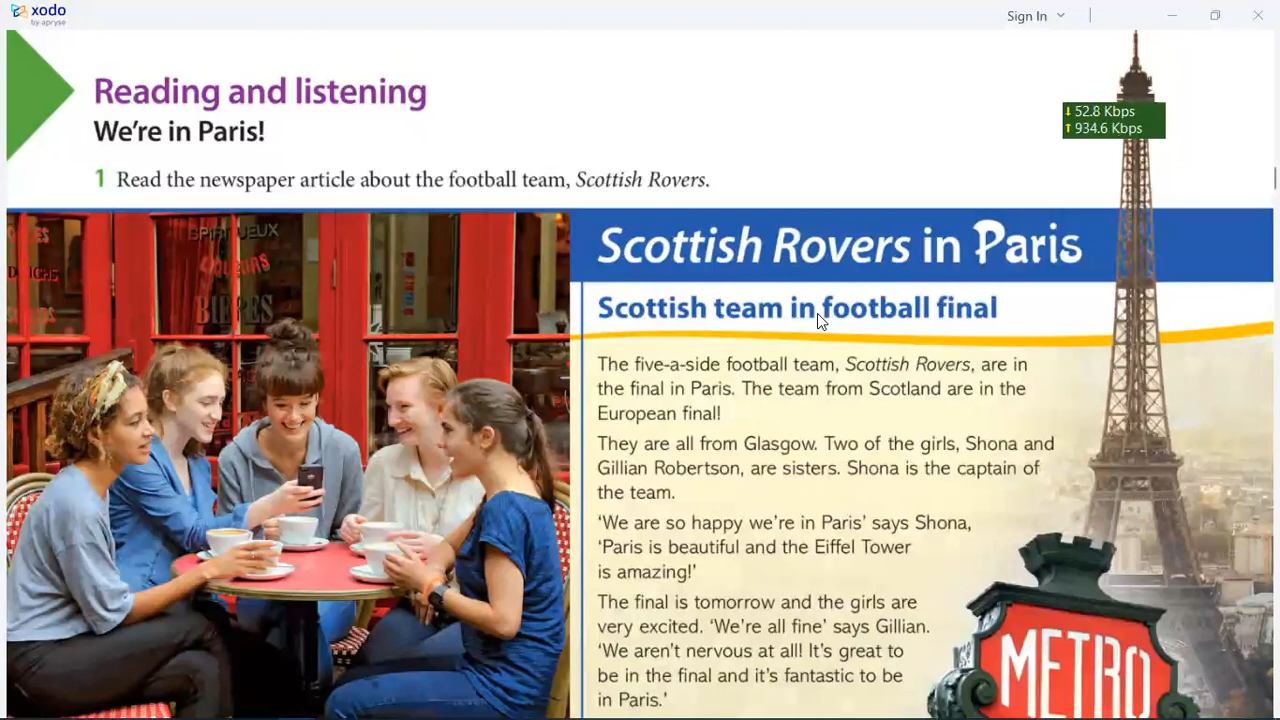 xodo
by apryse
Sign In
Reading and listening
We're in Paris!
1 Read the newspaper article about the football team, Scottish Rovers.
↓ 52.8 Kbps
↑ 934.6 Kbps
SPIRITUEUX
LIQUEURS
BIERES
Scottish Rovers in Paris
Scottish team in football final
The five-a-side football team, Scottish Rovers, are in
the final in Paris. The team from Scotland are in the
European final!
They are all from Glasgow. Two of the girls, Shona and
Gillian Robertson, are sisters. Shona is the captain of
the team.
‘We are so happy we're in Paris’ says Shona,
‘Paris is beautiful and the Eiffel Tower
is amazing!’
The final is tomorrow and the girls are
very excited. ‘We're all fine’ says Gillian.
‘We aren't nervous at all! It's great to
be in the final and it's fantastic to be
in Paris.’
METRO